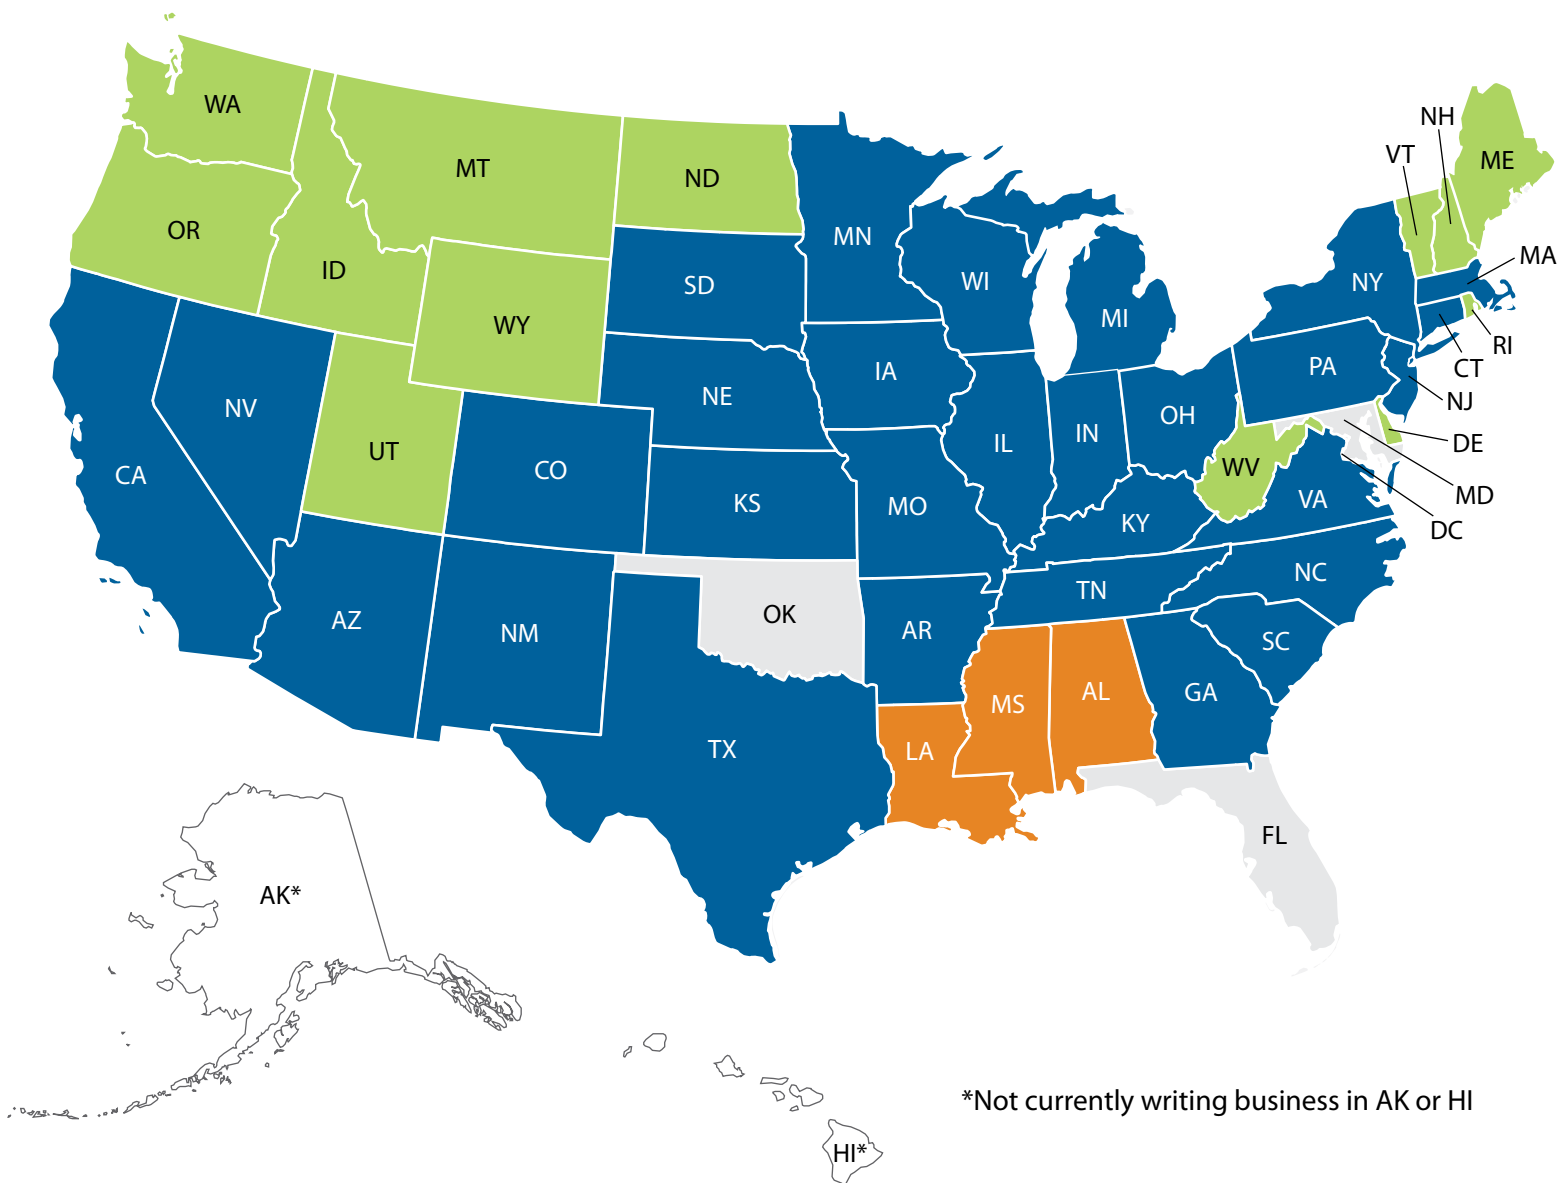 WA
MT
ND
OR
ID
WY
SD
MN
WI
MI
NY
VT
NH
ME
MA
RI
CT
NJ
DE
MD
DC
PA
OH
IN
IL
IA
NE
NV
UT
CA
CO
KS
MO
KY
WV
VA
NC
TN
SC
AZ
NM
OK
AR
MS
AL
GA
LA
TX
FL
AK*
HI*
*Not currently writing business in AK or HI